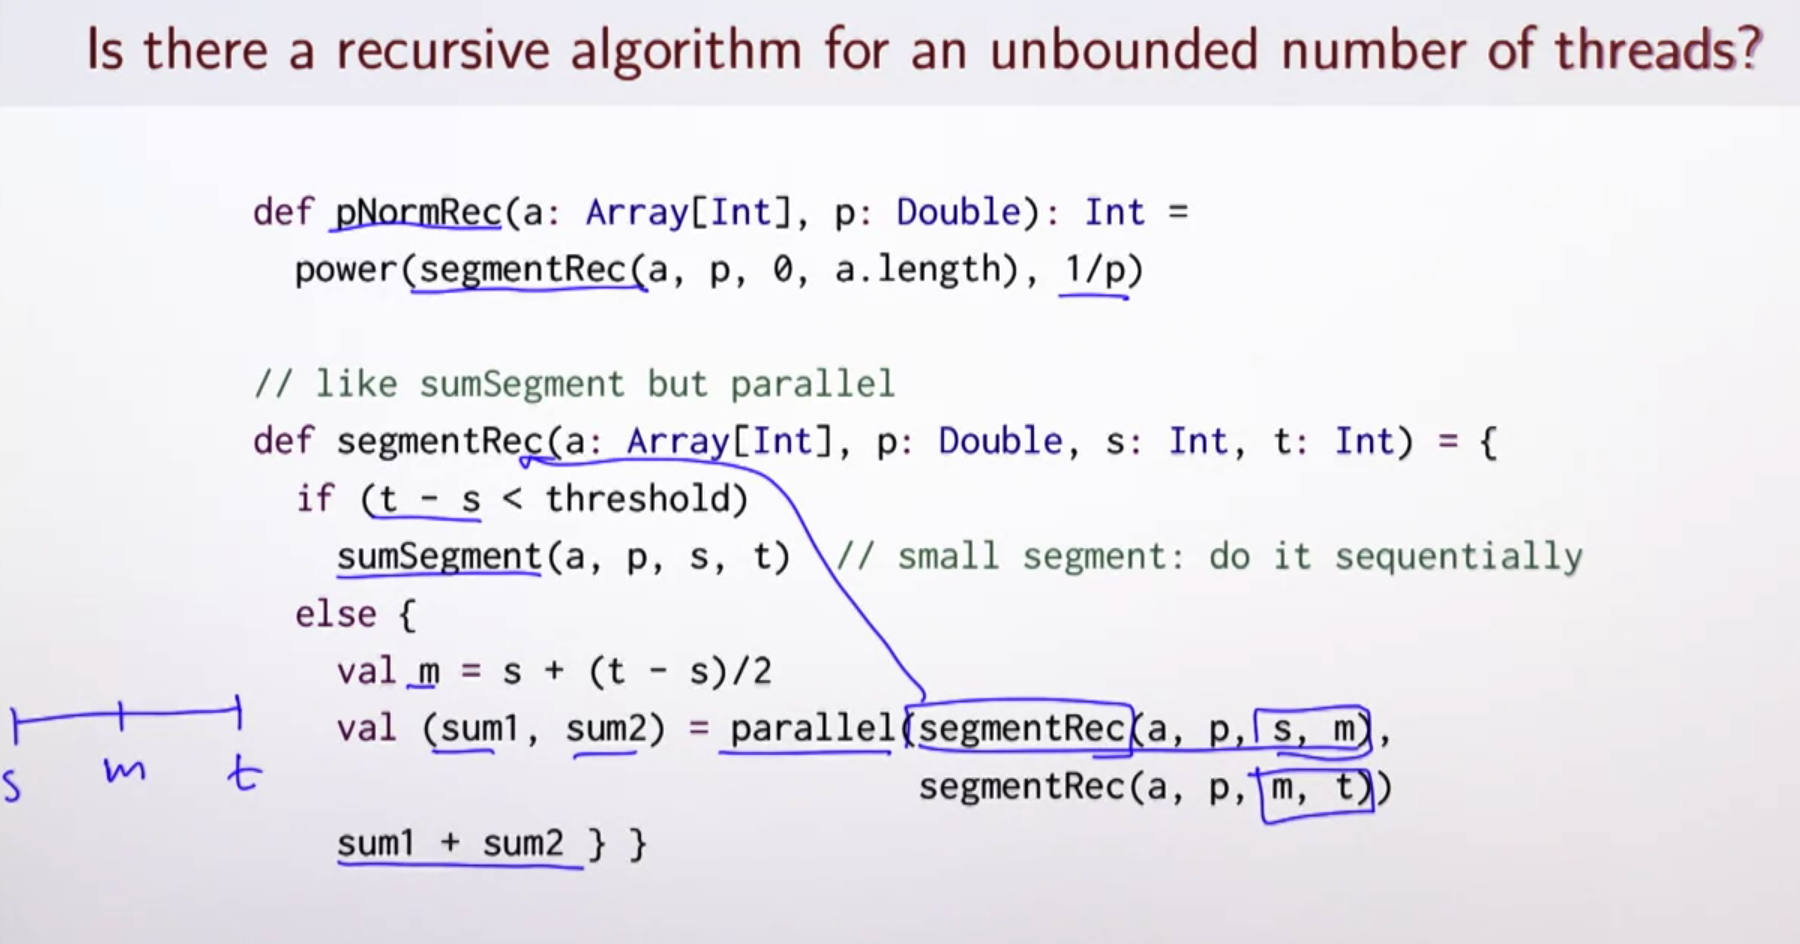 Is there a recursive algorithm for an unbounded number of threads?
def pNormRec(a: Array[Int], p: Double): Int =
power(segmentRec(a, p, 0, a.length), 1/p)
// like sumSegment but parallel
def segmentRec(a: Array[Int], p: Double, s: Int, t: Int) = {
if (t - s < threshold)
sumSegment(a, p, s, t) // small segment: do it sequentially
else {
val m = s + (t - s)/2
val (sum1, sum2) = parallel(segmentRec(a, p, s, m),
segmentRec(a, p, m, t))
sum1 + sum2 } }
s m t